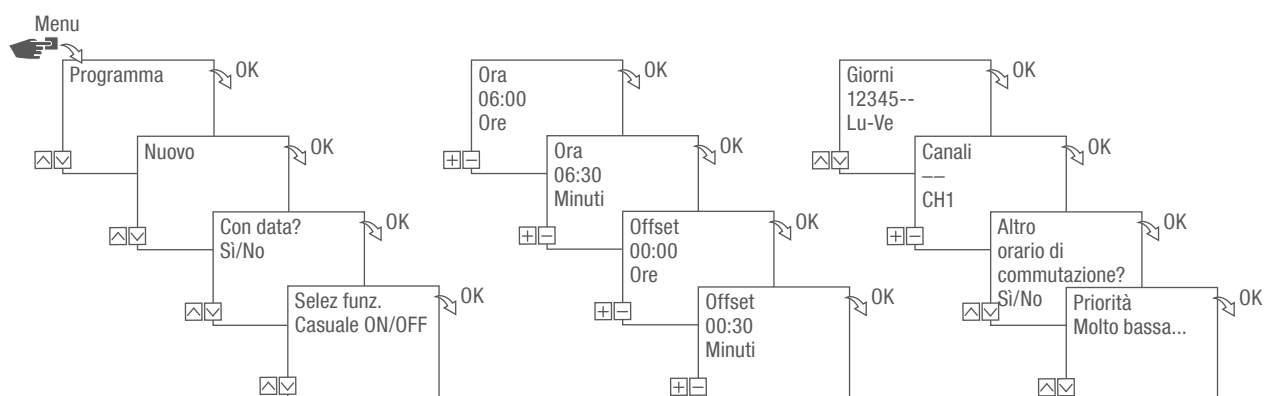 Menu
Programma
OK
Nuovo
OK
Con data?
Sì/No
OK
Selez funz.
Casuale ON/OFF
OK
Ora
06:00
Ore
OK
Ora
06:30
Minuti
OK
Offset
00:00
Ore
OK
Offset
00:30
Minuti
OK
Giorni
12345--
Lu-Ve
OK
Canali
––
CH1
OK
Altro
orario di
commutazione?
Sì/No
OK
Priorità
Molto bassa...
OK